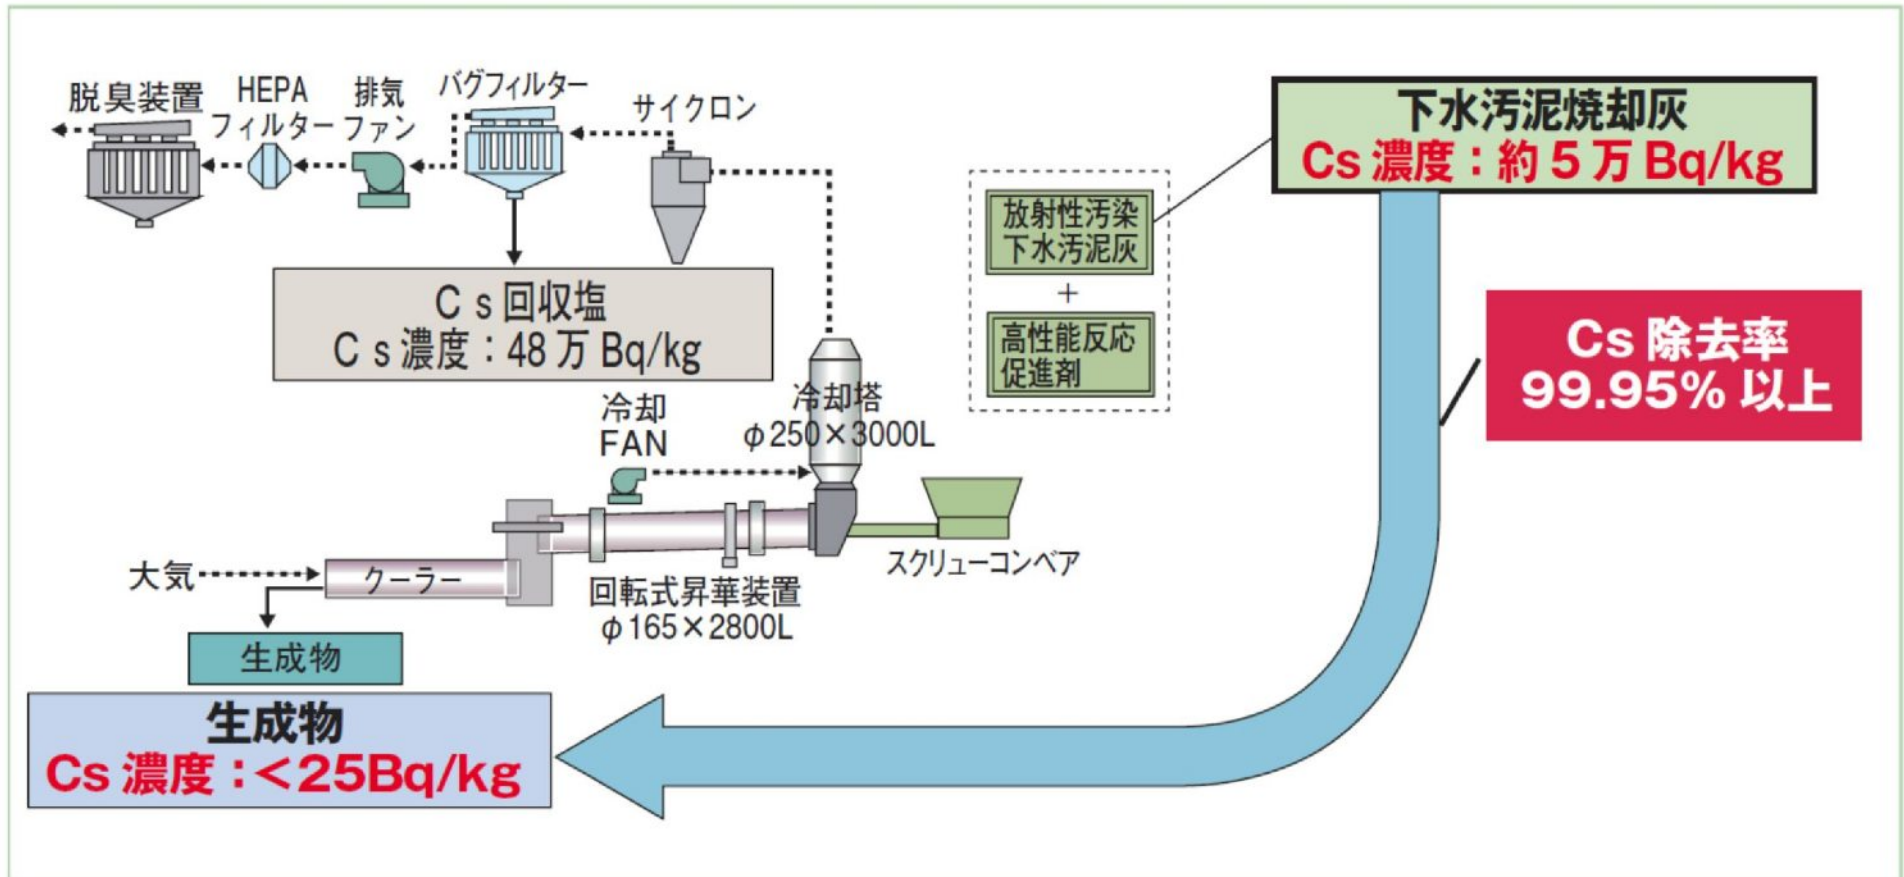 脱臭装置
HEPA
フィルター
排気
ファン
バグフィルター
サイクロン
下水汚泥焼却灰
Cs 濃度：約 5 万 Bq/kg
放射性汚染
下水汚泥灰
+
高性能反応
促進剤
Cs 除去率
99.95% 以上
Ｃｓ回収塩
Ｃｓ濃度：48 万 Bq/kg
冷却
FAN
冷却塔
φ250×3000L
スクリューコンベア
大気
クーラー
回転式昇華装置
φ165×2800L
生成物
生成物
Cs 濃度：＜25Bq/kg